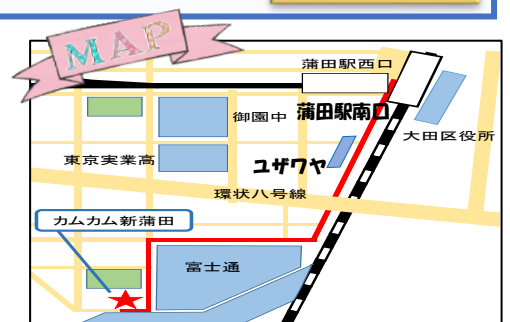 MAP
蒲田駅西口
御園中
蒲田駅南口
大田区役所
東京実業高
ユザワヤ
環状八号線
カムカム新蒲田
富士通